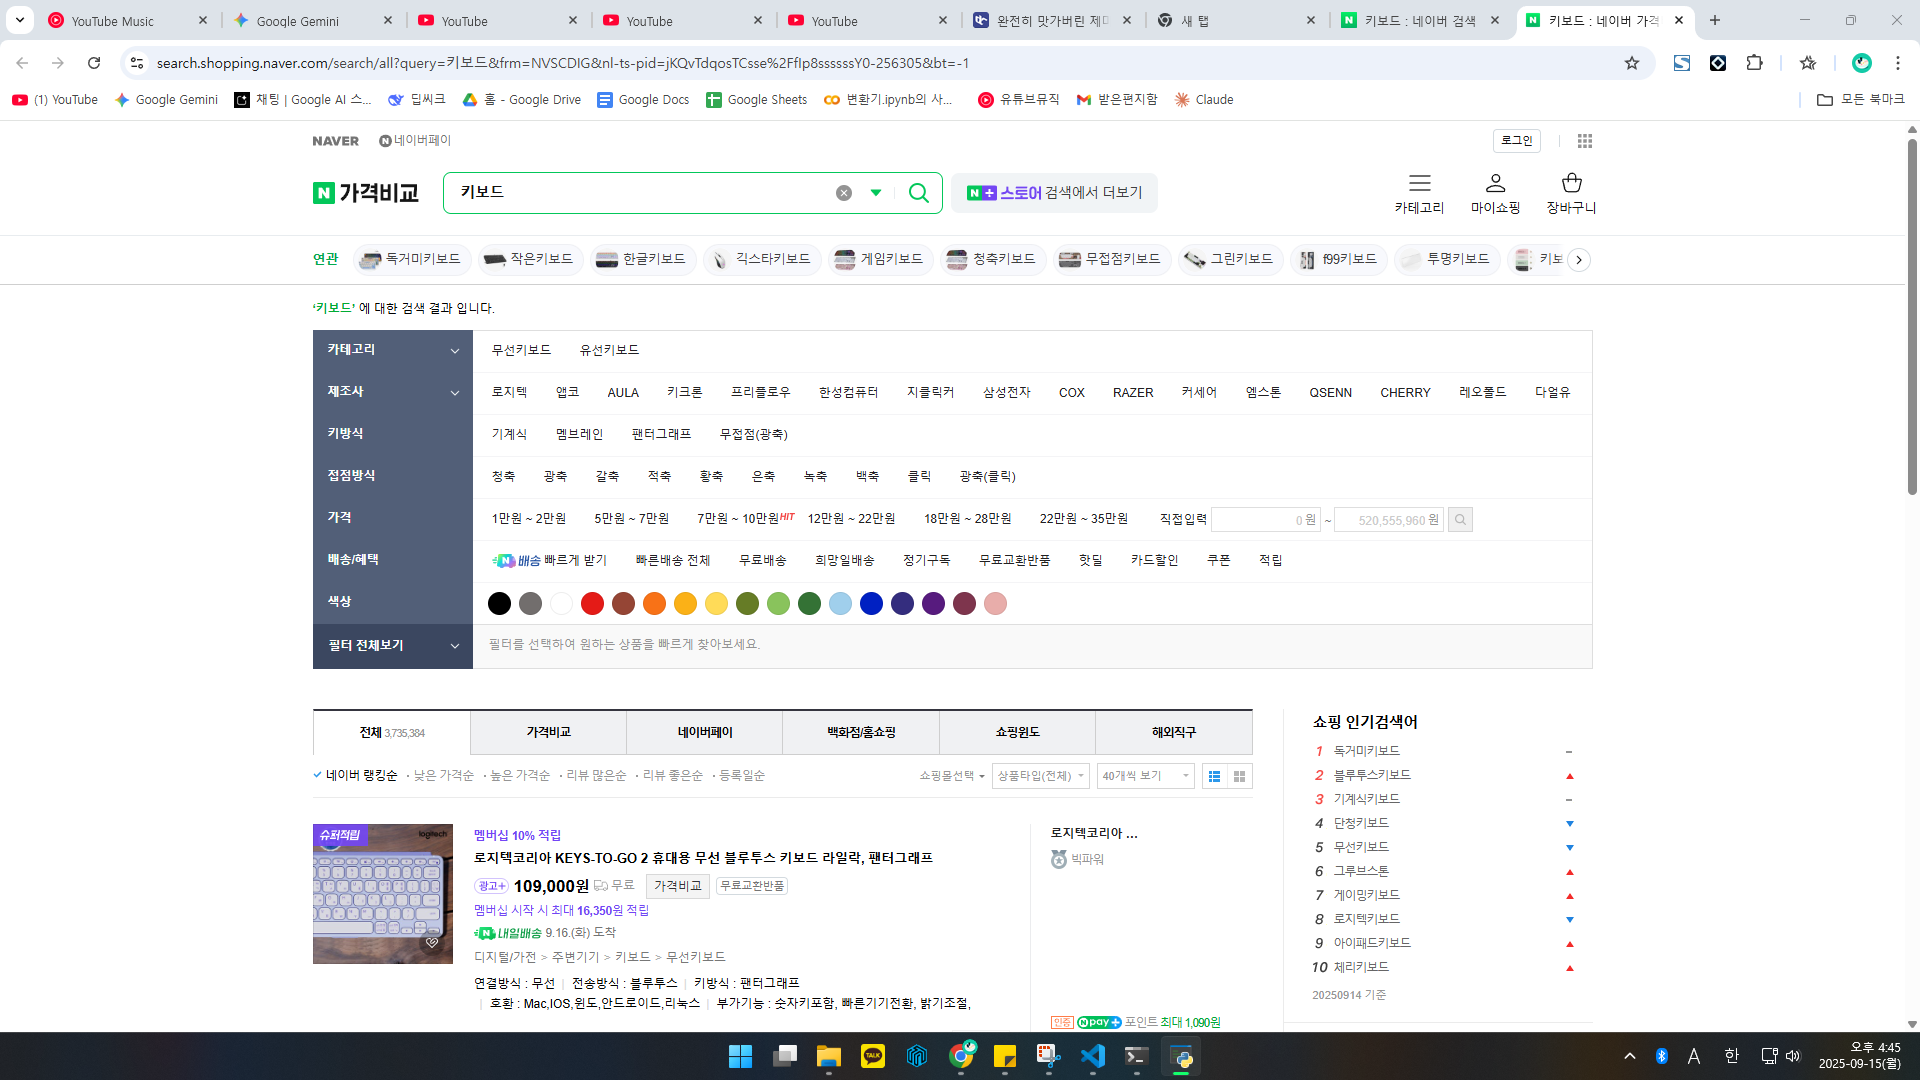 YouTube Music
Google Gemini
YouTube
YouTube
YouTube
완전히 맛가버린 제미
새 탭
키보드 : 네이버 검색
키보드 : 네이버 가격
search.shopping.naver.com/search/all?query=키보드&frm=NVSCDIG&nl-ts-pid=jKQvTdqosTCsse%2FfIp8ssssssY0-256305&bt=-1
(1) YouTube
Google Gemini
채팅 | Google AI 스...
딥씨크
홈 - Google Drive
Google Docs
Google Sheets
변환기.ipynb의 사...
유튜브뮤직
받은편지함
Claude
모든 북마크
NAVER
네이버페이
로그인
N 가격비교
키보드
N+ 스토어 검색에서 더보기
카테고리
마이쇼핑
장바구니
연관
독거미키보드
작은키보드
한글키보드
긱스타키보드
게임키보드
청축키보드
무접점키보드
그린키보드
f99키보드
투명키보드
키보
‘키보드’ 에 대한 검색 결과 입니다.
카테고리
무선키보드 유선키보드
제조사
로지텍 앱코 AULA 키크론 프리플로우 한성컴퓨터 지클릭커 삼성전자 COX RAZER 커세어 엠스톤 QSENN CHERRY 레오폴드 다얼유
키방식
기계식 멤브레인 팬터그래프 무접점(광축)
접점방식
청축 광축 갈축 적축 황축 은축 녹축 백축 클릭 광축(클릭)
가격
1만원 ~ 2만원 5만원 ~ 7만원 7만원 ~ 10만원HIT 12만원 ~ 22만원 18만원 ~ 28만원 22만원 ~ 35만원 직접입력 0 원 ~ 520,555,960 원
배송/혜택
N 배송 빠르게 받기 빠른배송 전체 무료배송 희망일배송 정기구독 무료교환반품 핫딜 카드할인 쿠폰 적립
색상
필터 전체보기
필터를 선택하여 원하는 상품을 빠르게 찾아보세요.
전체 3,735,384
가격비교
네이버페이
백화점/홈쇼핑
쇼핑윈도
해외직구
네이버 랭킹순 · 낮은 가격순 · 높은 가격순 · 리뷰 많은순 · 리뷰 좋은순 · 등록일순
쇼핑몰선택
상품타입(전체)
40개씩 보기
슈퍼적립
logitech
멤버십 10% 적립
로지텍코리아 KEYS-TO-GO 2 휴대용 무선 블루투스 키보드 라일락, 팬터그래프
광고+ 109,000원 무료 가격비교 무료교환반품
멤버십 시작 시 최대 16,350원 적립
N 내일배송 9.16.(화) 도착
디지털/가전 > 주변기기 > 키보드 > 무선키보드
연결방식 : 무선 | 전송방식 : 블루투스 | 키방식 : 팬터그래프
| 호환 : Mac,IOS,윈도,안드로이드,리눅스 | 부가기능 : 숫자키포함, 빠른기기전환, 밝기조절,
로지텍코리아 ...
빅파워
인증 N pay+ 포인트 최대 1,090원
쇼핑 인기검색어
1 독거미키보드
2 블루투스키보드
3 기계식키보드
4 단청키보드
5 무선키보드
6 그루브스톤
7 게이밍키보드
8 로지텍키보드
9 아이패드키보드
10 체리키보드
20250914 기준
TALK
A
한
오후 4:45
2025-09-15(월)